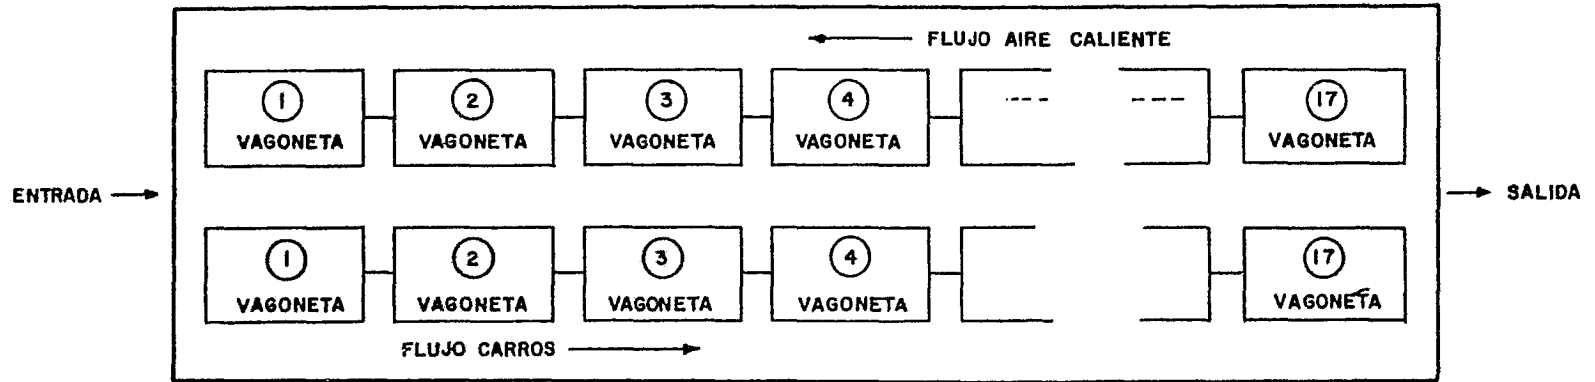 FLUJO AIRE CALIENTE
1 2 3 4 --- --- 17
VAGONETA VAGONETA VAGONETA VAGONETA VAGONETA
ENTRADA SALIDA
1 2 3 4 17
VAGONETA VAGONETA VAGONETA VAGONETA VAGONETA
FLUJO CARROS